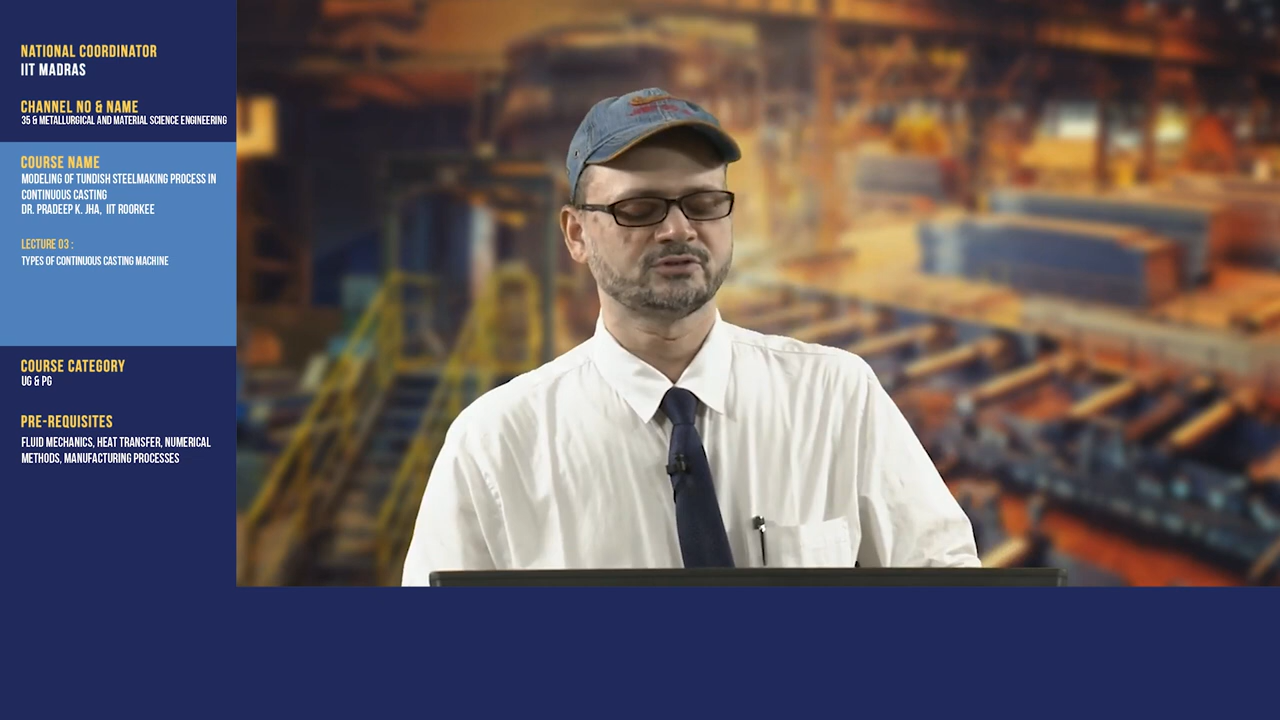 NATIONAL COORDINATOR
IIT MADRAS
CHANNEL NO & NAME
35 & METALLURGICAL AND MATERIAL SCIENCE ENGINEERING
COURSE NAME
MODELING OF TUNDISH STEELMAKING PROCESS IN
CONTINUOUS CASTING
DR. PRADEEP K. JHA, IIT ROORKEE
LECTURE 03 :
TYPES OF CONTINUOUS CASTING MACHINE
COURSE CATEGORY
UG & PG
PRE-REQUISITES
FLUID MECHANICS, HEAT TRANSFER, NUMERICAL
METHODS, MANUFACTURING PROCESSES